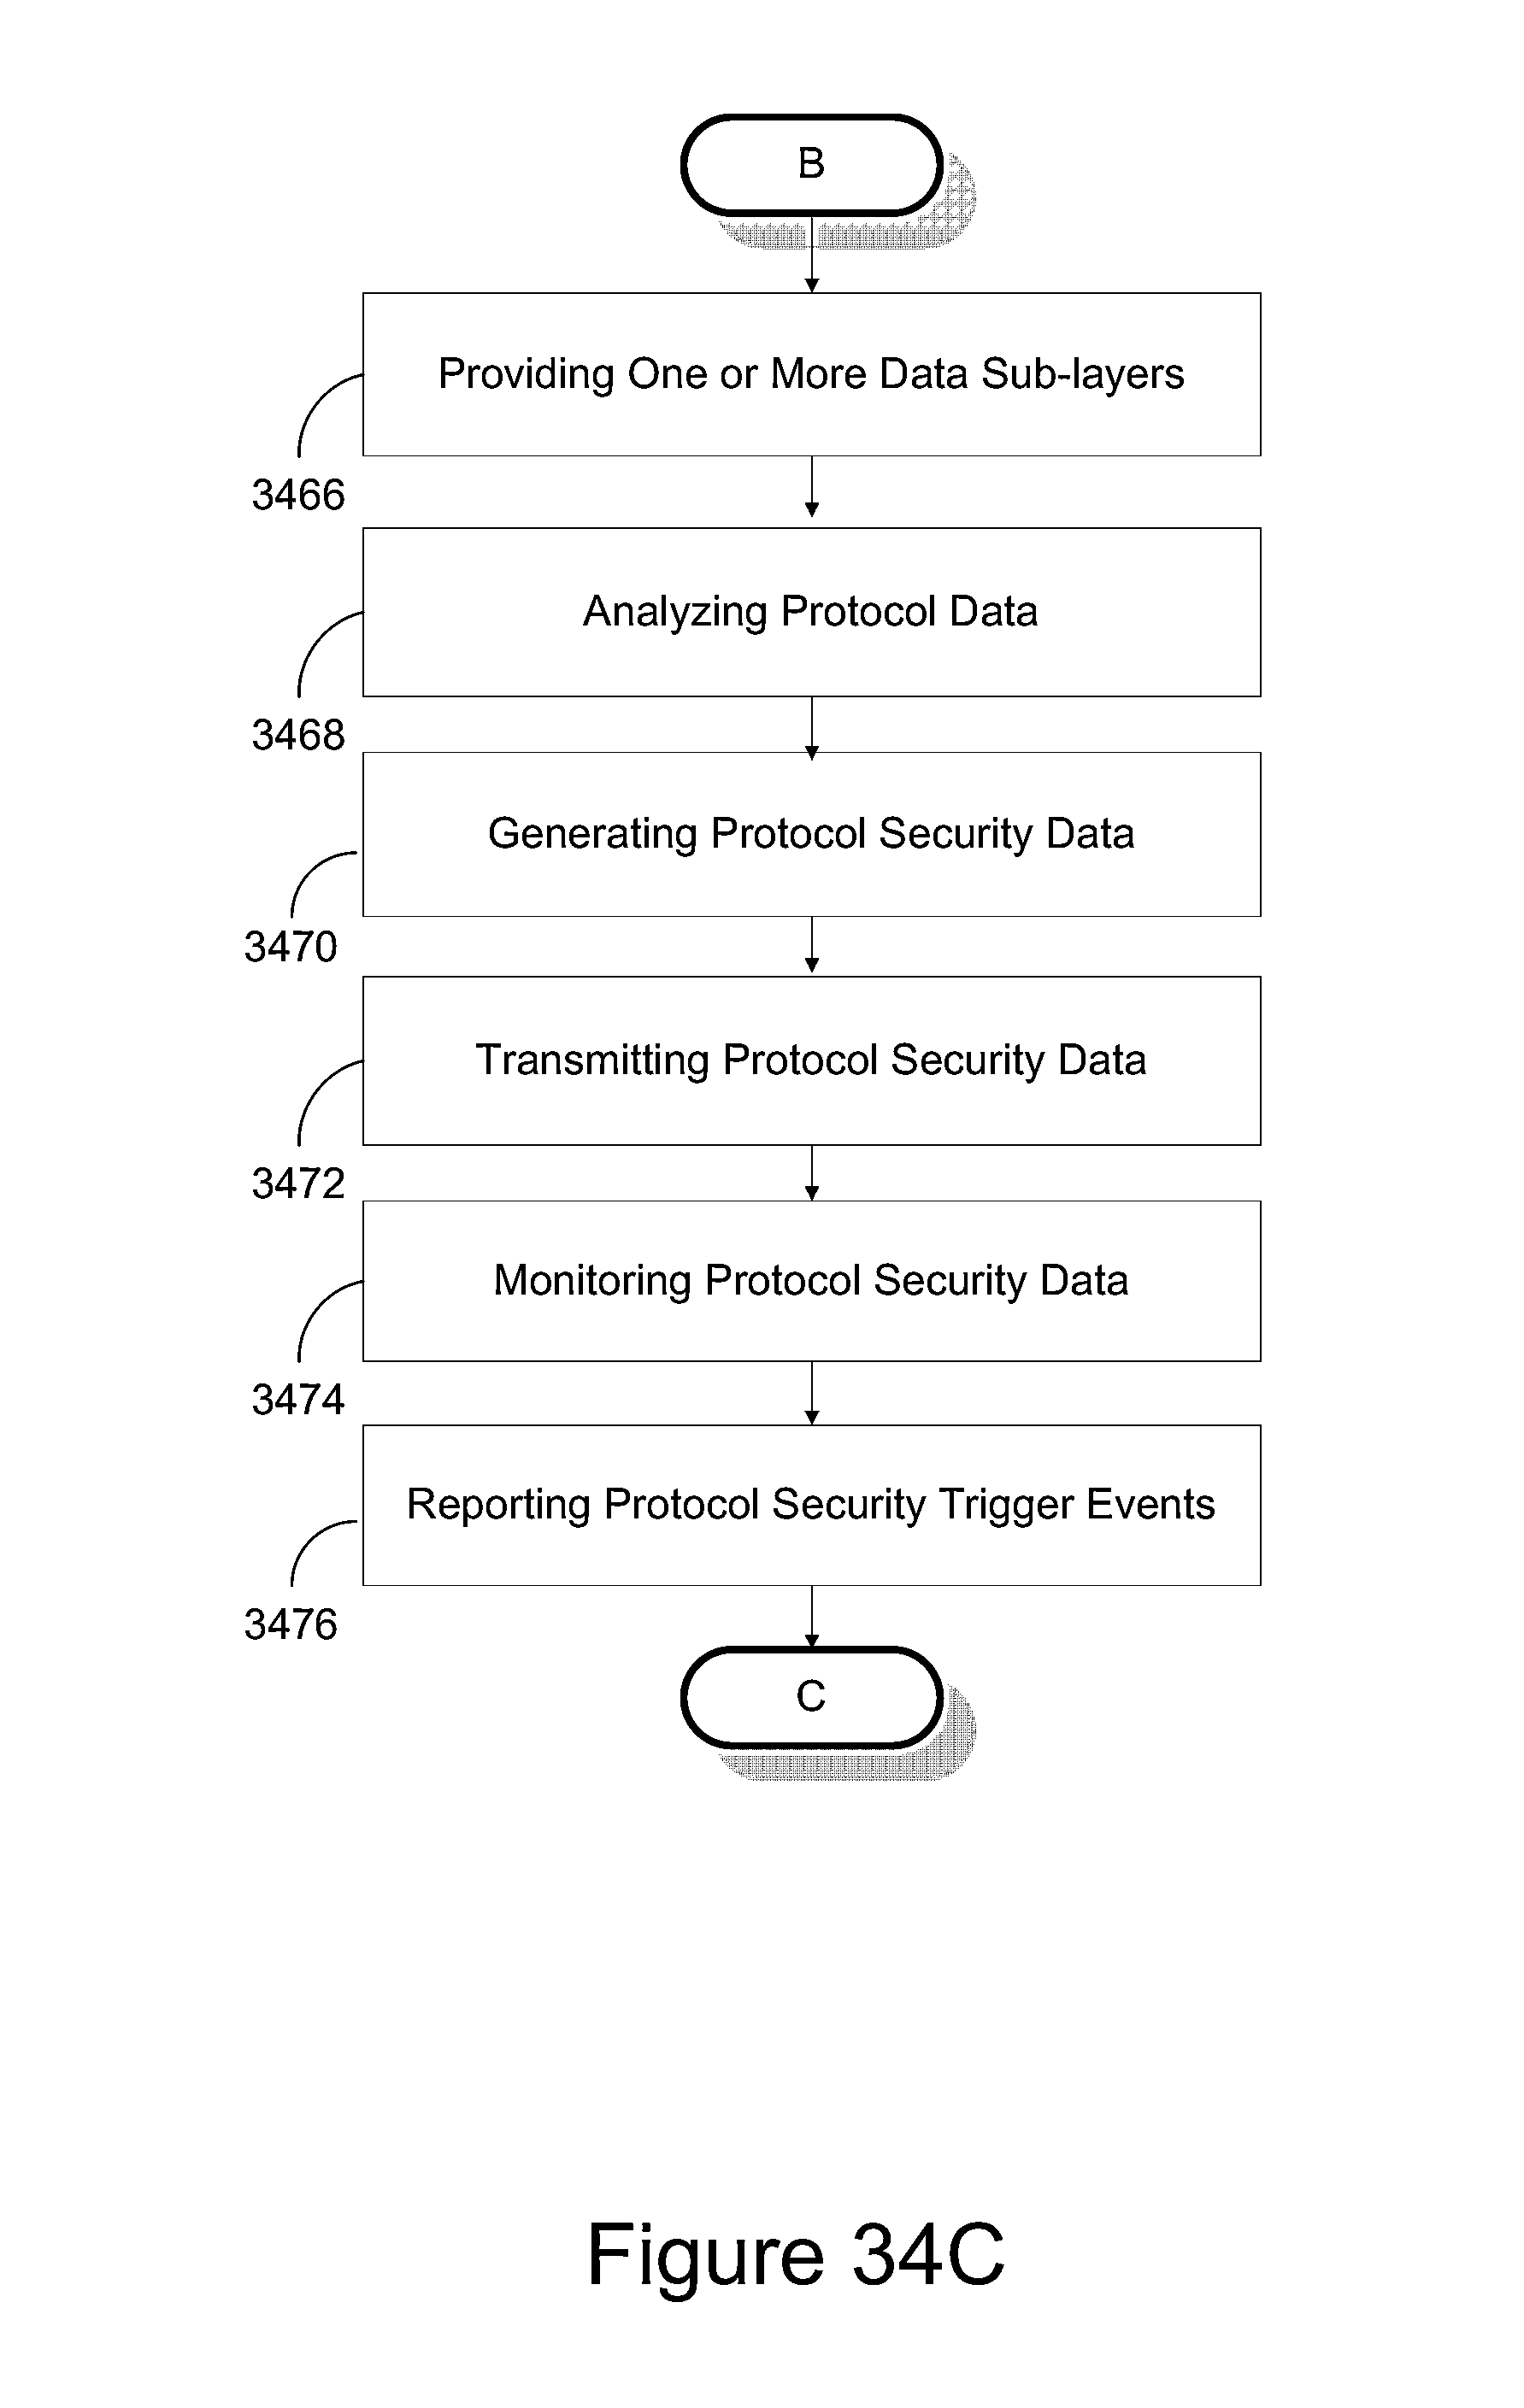 B
Providing One or More Data Sub-layers
3466
Analyzing Protocol Data
3468
Generating Protocol Security Data
3470
Transmitting Protocol Security Data
3472
Monitoring Protocol Security Data
3474
Reporting Protocol Security Trigger Events
3476
C
Figure 34C